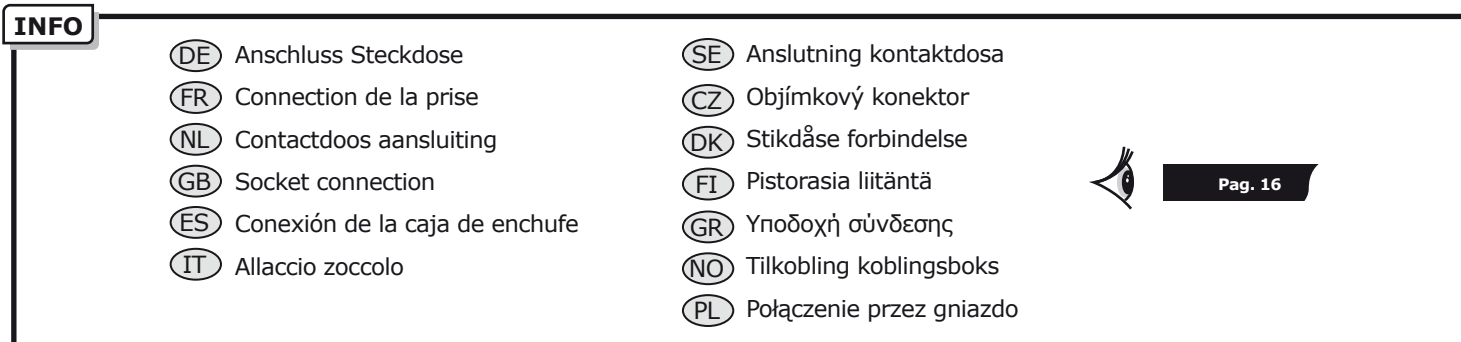 INFO
DE Anschluss Steckdose
FR Connection de la prise
NL Contactdoos aansluiting
GB Socket connection
ES Conexión de la caja de enchufe
IT Allaccio zoccolo
SE Anslutning kontaktdosa
CZ Objímkový konektor
DK Stikdåse forbindelse
FI Pistorasia liitäntä
GR Υποδοχή σύνδεσης
NO Tilkobling koblingsboks
PL Połączenie przez gniazdo
Pag. 16